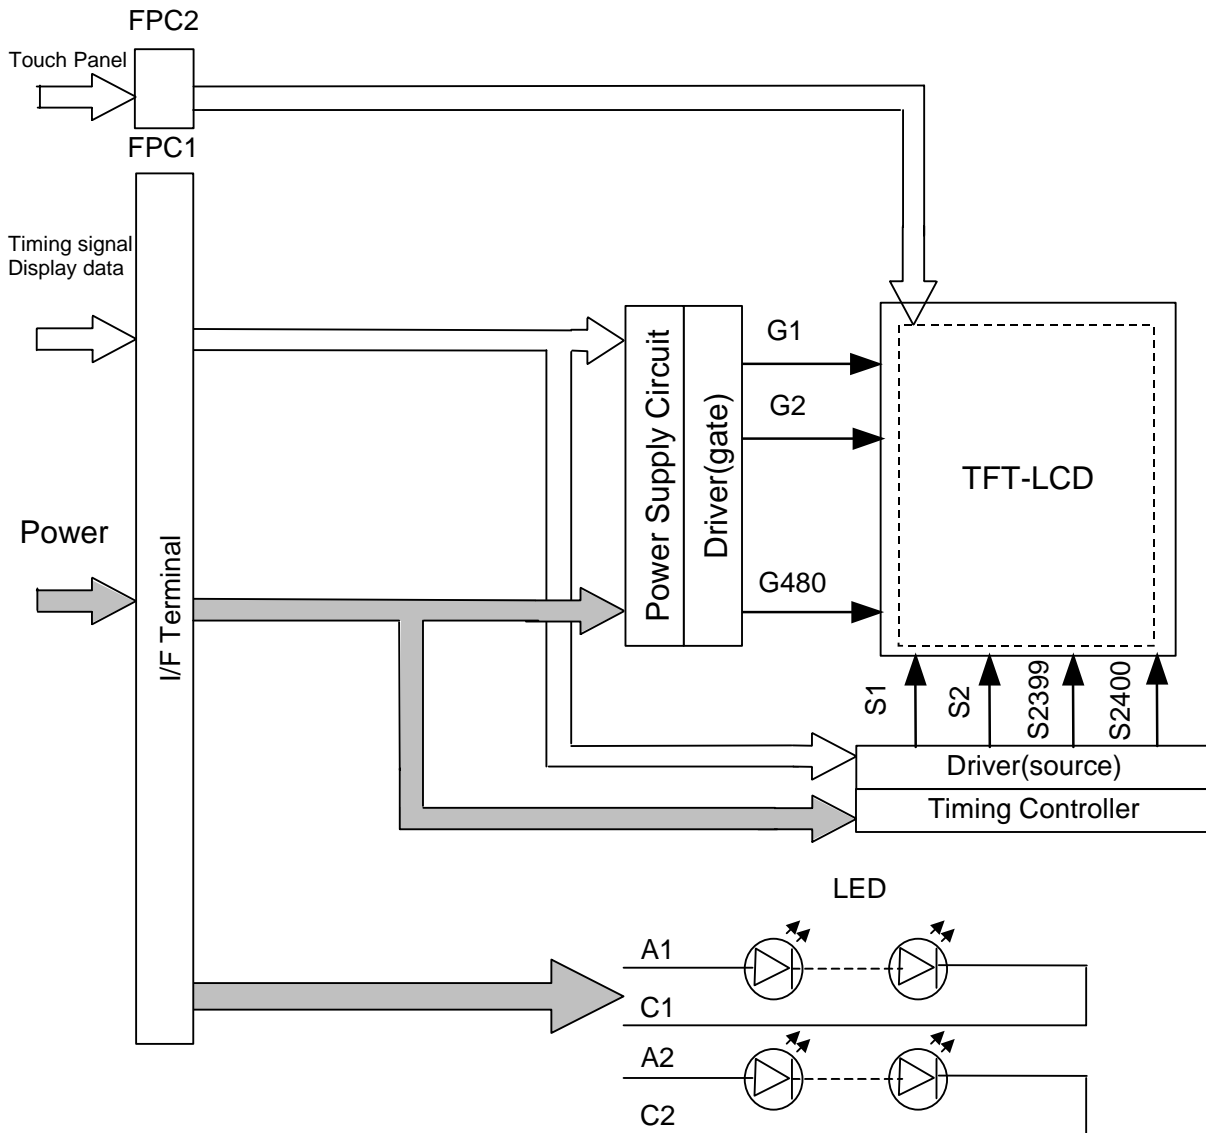 FPC2
Touch Panel
FPC1
Timing signal
Display data
Power
I/F Terminal
Power Supply Circuit
Driver(gate)
G1
G2
G480
TFT-LCD
S1
S2
S2399
S2400
Driver(source)
Timing Controller
LED
A1
C1
A2
C2